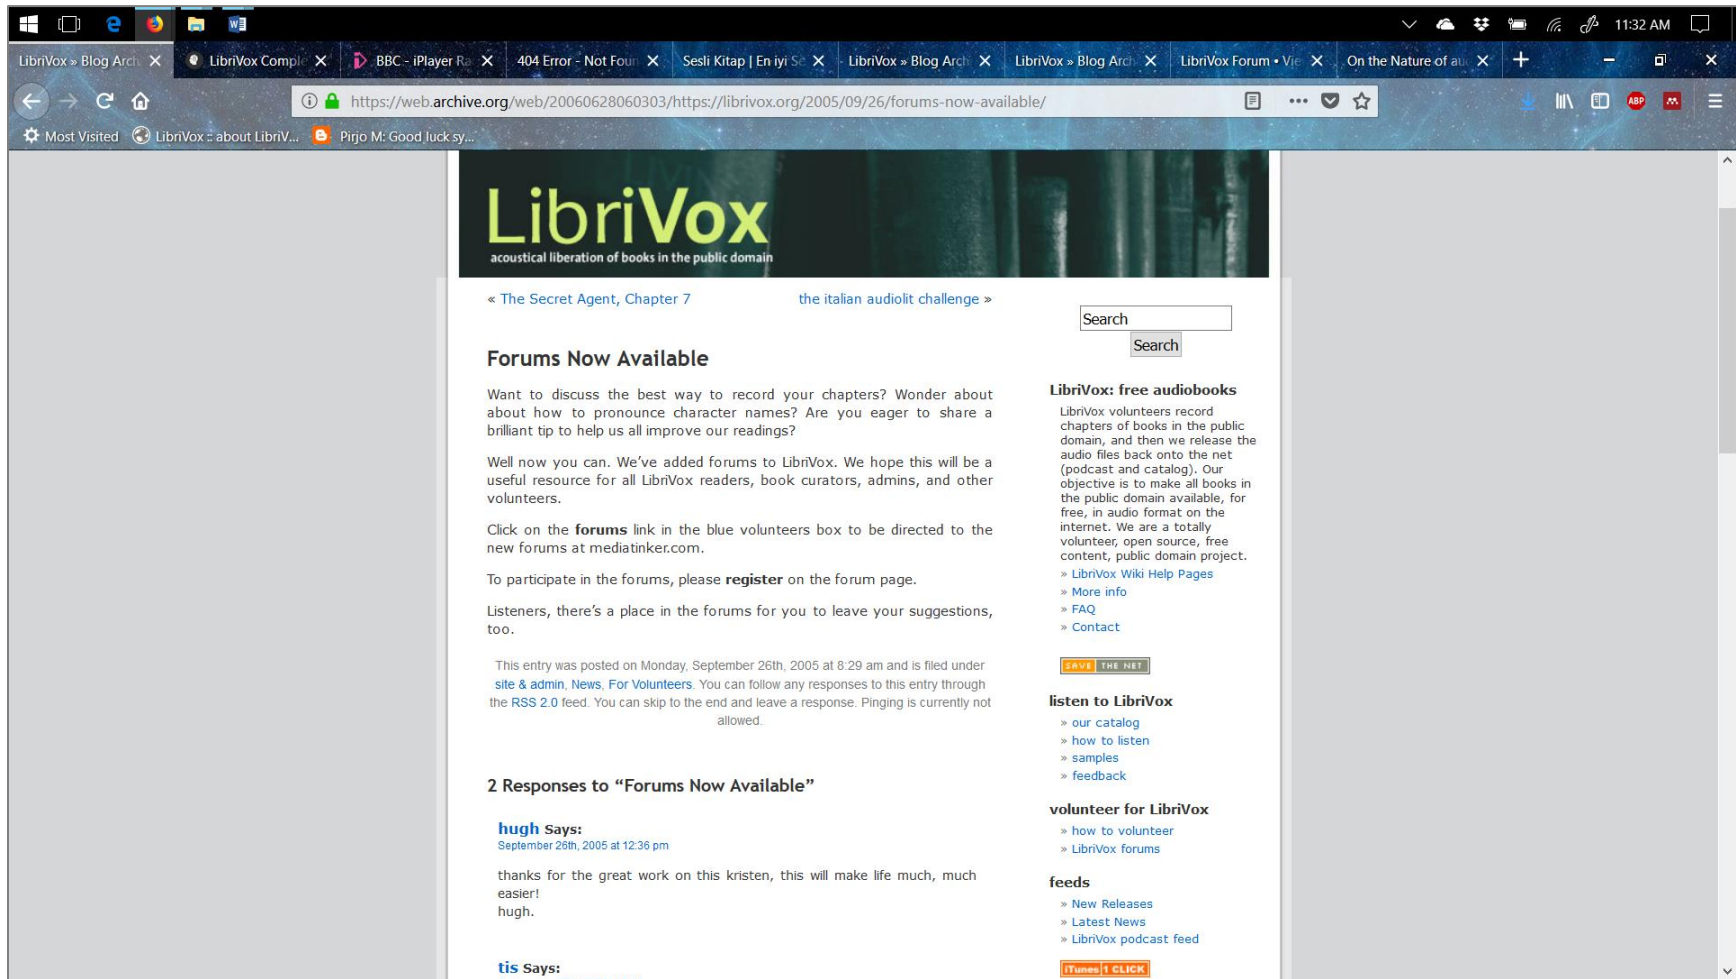 11:32 AM
LibriVox » Blog Arch
LibriVox Comple
BBC - iPlayer Ra
404 Error - Not Foun
Sesli Kitap | En iyi Se
LibriVox » Blog Arch
LibriVox » Blog Arch
LibriVox Forum • Vie
On the Nature of au
https://web.archive.org/web/20060628060303/https://librivox.org/2005/09/26/forums-now-available/
ABP
Most Visited
LibriVox :: about LibriV...
Pirjo M: Good luck sy...
LibriVox
acoustical liberation of books in the public domain
« The Secret Agent, Chapter 7
the italian audiolit challenge »
Forums Now Available
Want to discuss the best way to record your chapters? Wonder about
about how to pronounce character names? Are you eager to share a
brilliant tip to help us all improve our readings?
Well now you can. We've added forums to LibriVox. We hope this will be a
useful resource for all LibriVox readers, book curators, admins, and other
volunteers.
Click on the forums link in the blue volunteers box to be directed to the
new forums at mediatinker.com.
To participate in the forums, please register on the forum page.
Listeners, there's a place in the forums for you to leave your suggestions,
too.
This entry was posted on Monday, September 26th, 2005 at 8:29 am and is filed under
site & admin, News, For Volunteers. You can follow any responses to this entry through
the RSS 2.0 feed. You can skip to the end and leave a response. Pinging is currently not
allowed.
2 Responses to “Forums Now Available”
hugh Says:
September 26th, 2005 at 12:36 pm
thanks for the great work on this kristen, this will make life much, much
easier!
hugh.
tis Says:
Search
Search
LibriVox: free audiobooks
LibriVox volunteers record
chapters of books in the public
domain, and then we release the
audio files back onto the net
(podcast and catalog). Our
objective is to make all books in
the public domain available, for
free, in audio format on the
internet. We are a totally
volunteer, open source, free
content, public domain project.
» LibriVox Wiki Help Pages
» More info
» FAQ
» Contact
SAVE THE NET
listen to LibriVox
» our catalog
» how to listen
» samples
» feedback
volunteer for LibriVox
» how to volunteer
» LibriVox forums
feeds
» New Releases
» Latest News
» LibriVox podcast feed
iTunes 1 CLICK